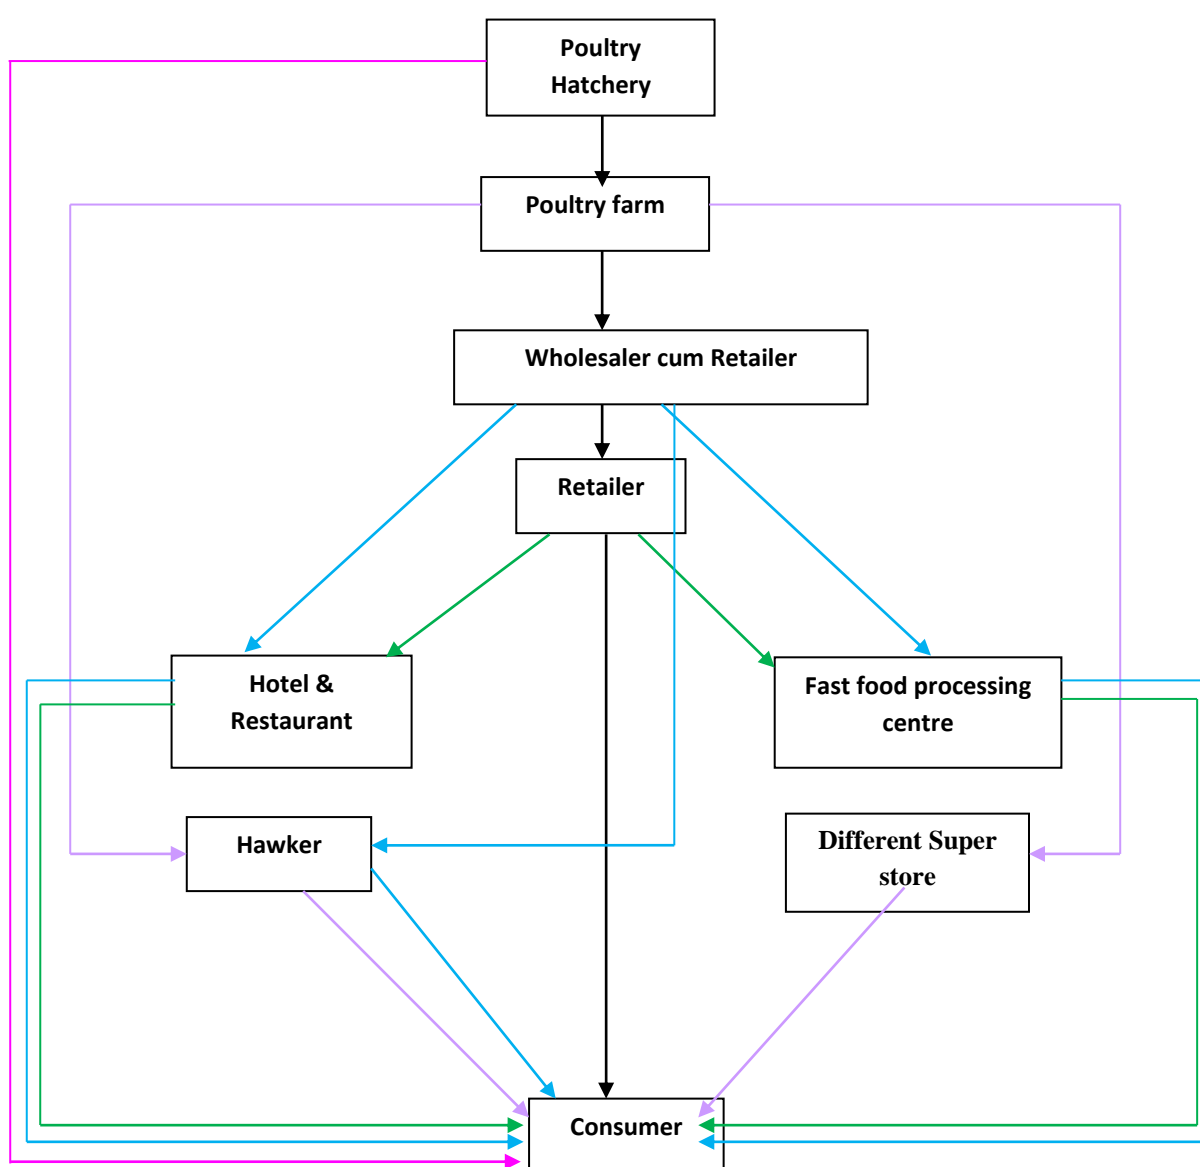 Poultry
Hatchery
Poultry farm
Wholesaler cum Retailer
Retailer
Hotel &
Restaurant
Fast food processing
centre
Hawker
Different Super
store
Consumer